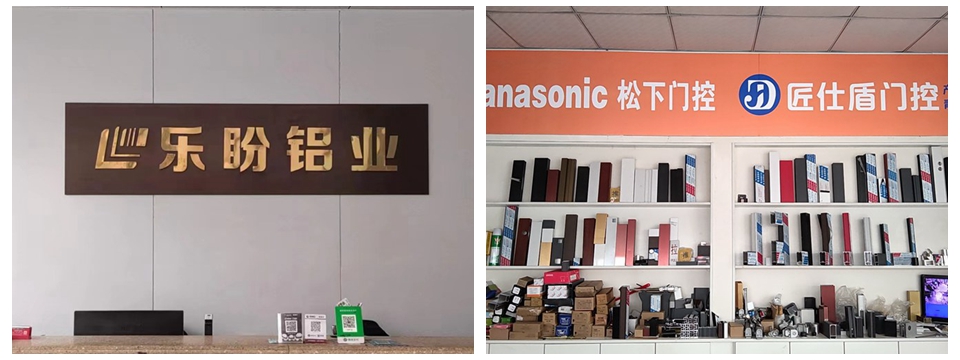 乐盼铝业
anasonic 松下门控
匠仕盾门控